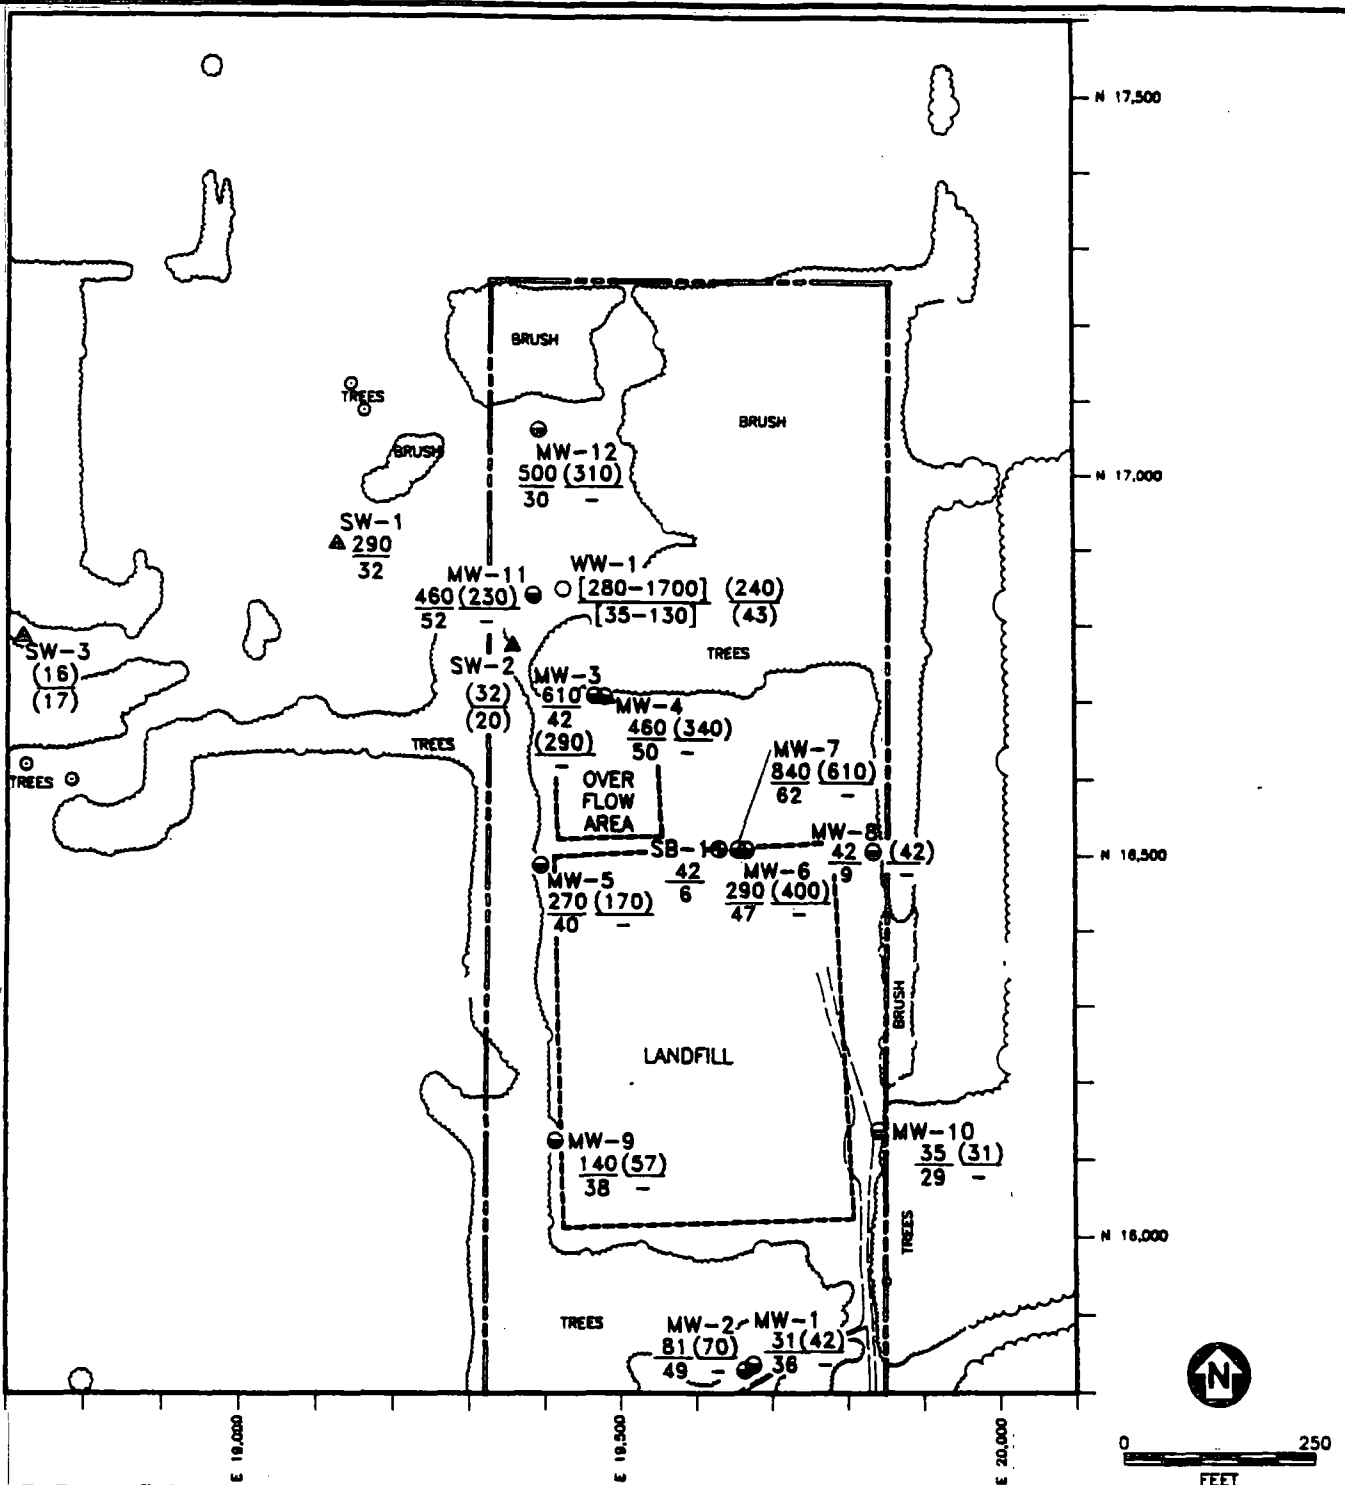 N 17,500
BRUSH
TREES
BRUSH
BRUSH
MW-12
500 (310)
30 -
N 17,000
SW-1
290
32
WW-1
[280-1700] (240)
[35-130] (43)
MW-11
460 (230)
52 -
SW-3
(16)
(17)
TREES
SW-2
(32)
(20)
MW-3
610
42
(290)
-
MW-4
460 (340)
50 -
TREES
TREES
OVER
FLOW
AREA
MW-7
840 (610)
62 -
MW-8
42 (42)
9 -
N 16,500
SB-1
42
6
MW-6
290 (400)
47 -
MW-5
270 (170)
40 -
BRUSH
LANDFILL
MW-9
140 (57)
38 -
MW-10
35 (31)
29 -
TREES
N 16,000
TREES
MW-2
81 (70)
49 -
MW-1
31 (42)
36 -
N
E 19,000
E 19,500
E 20,000
0 250
FEET